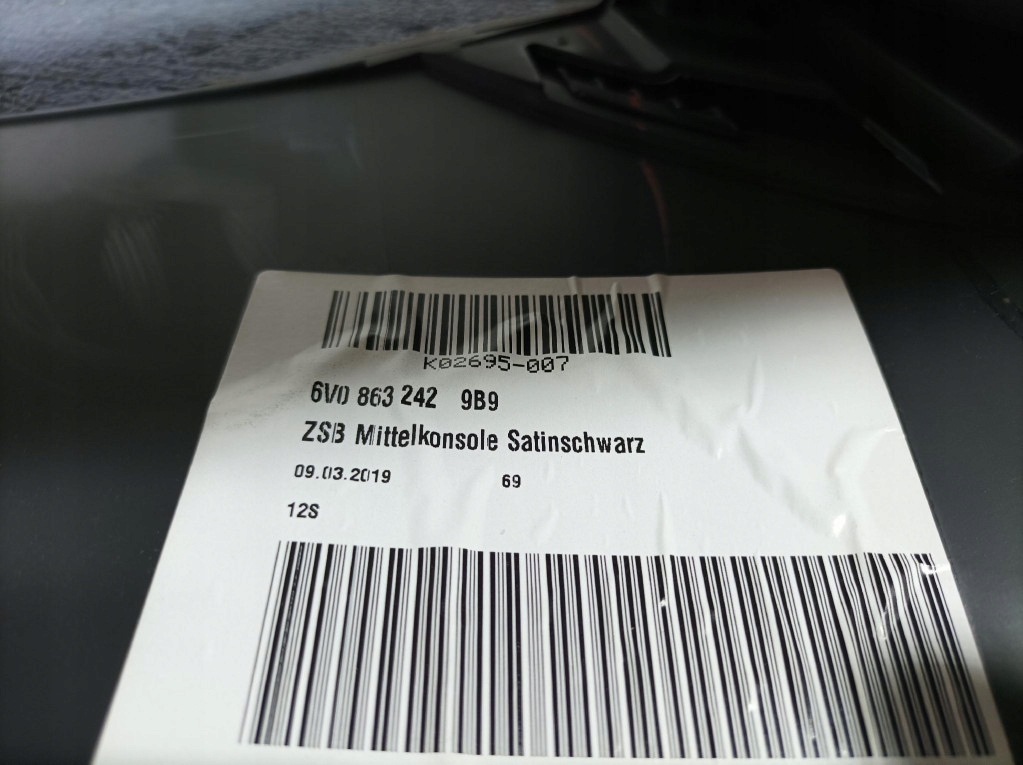 K02695-007
6V0 863 242 9B9
ZSB Mittelkonsole Satinschwarz
09.03.2019 69
12S